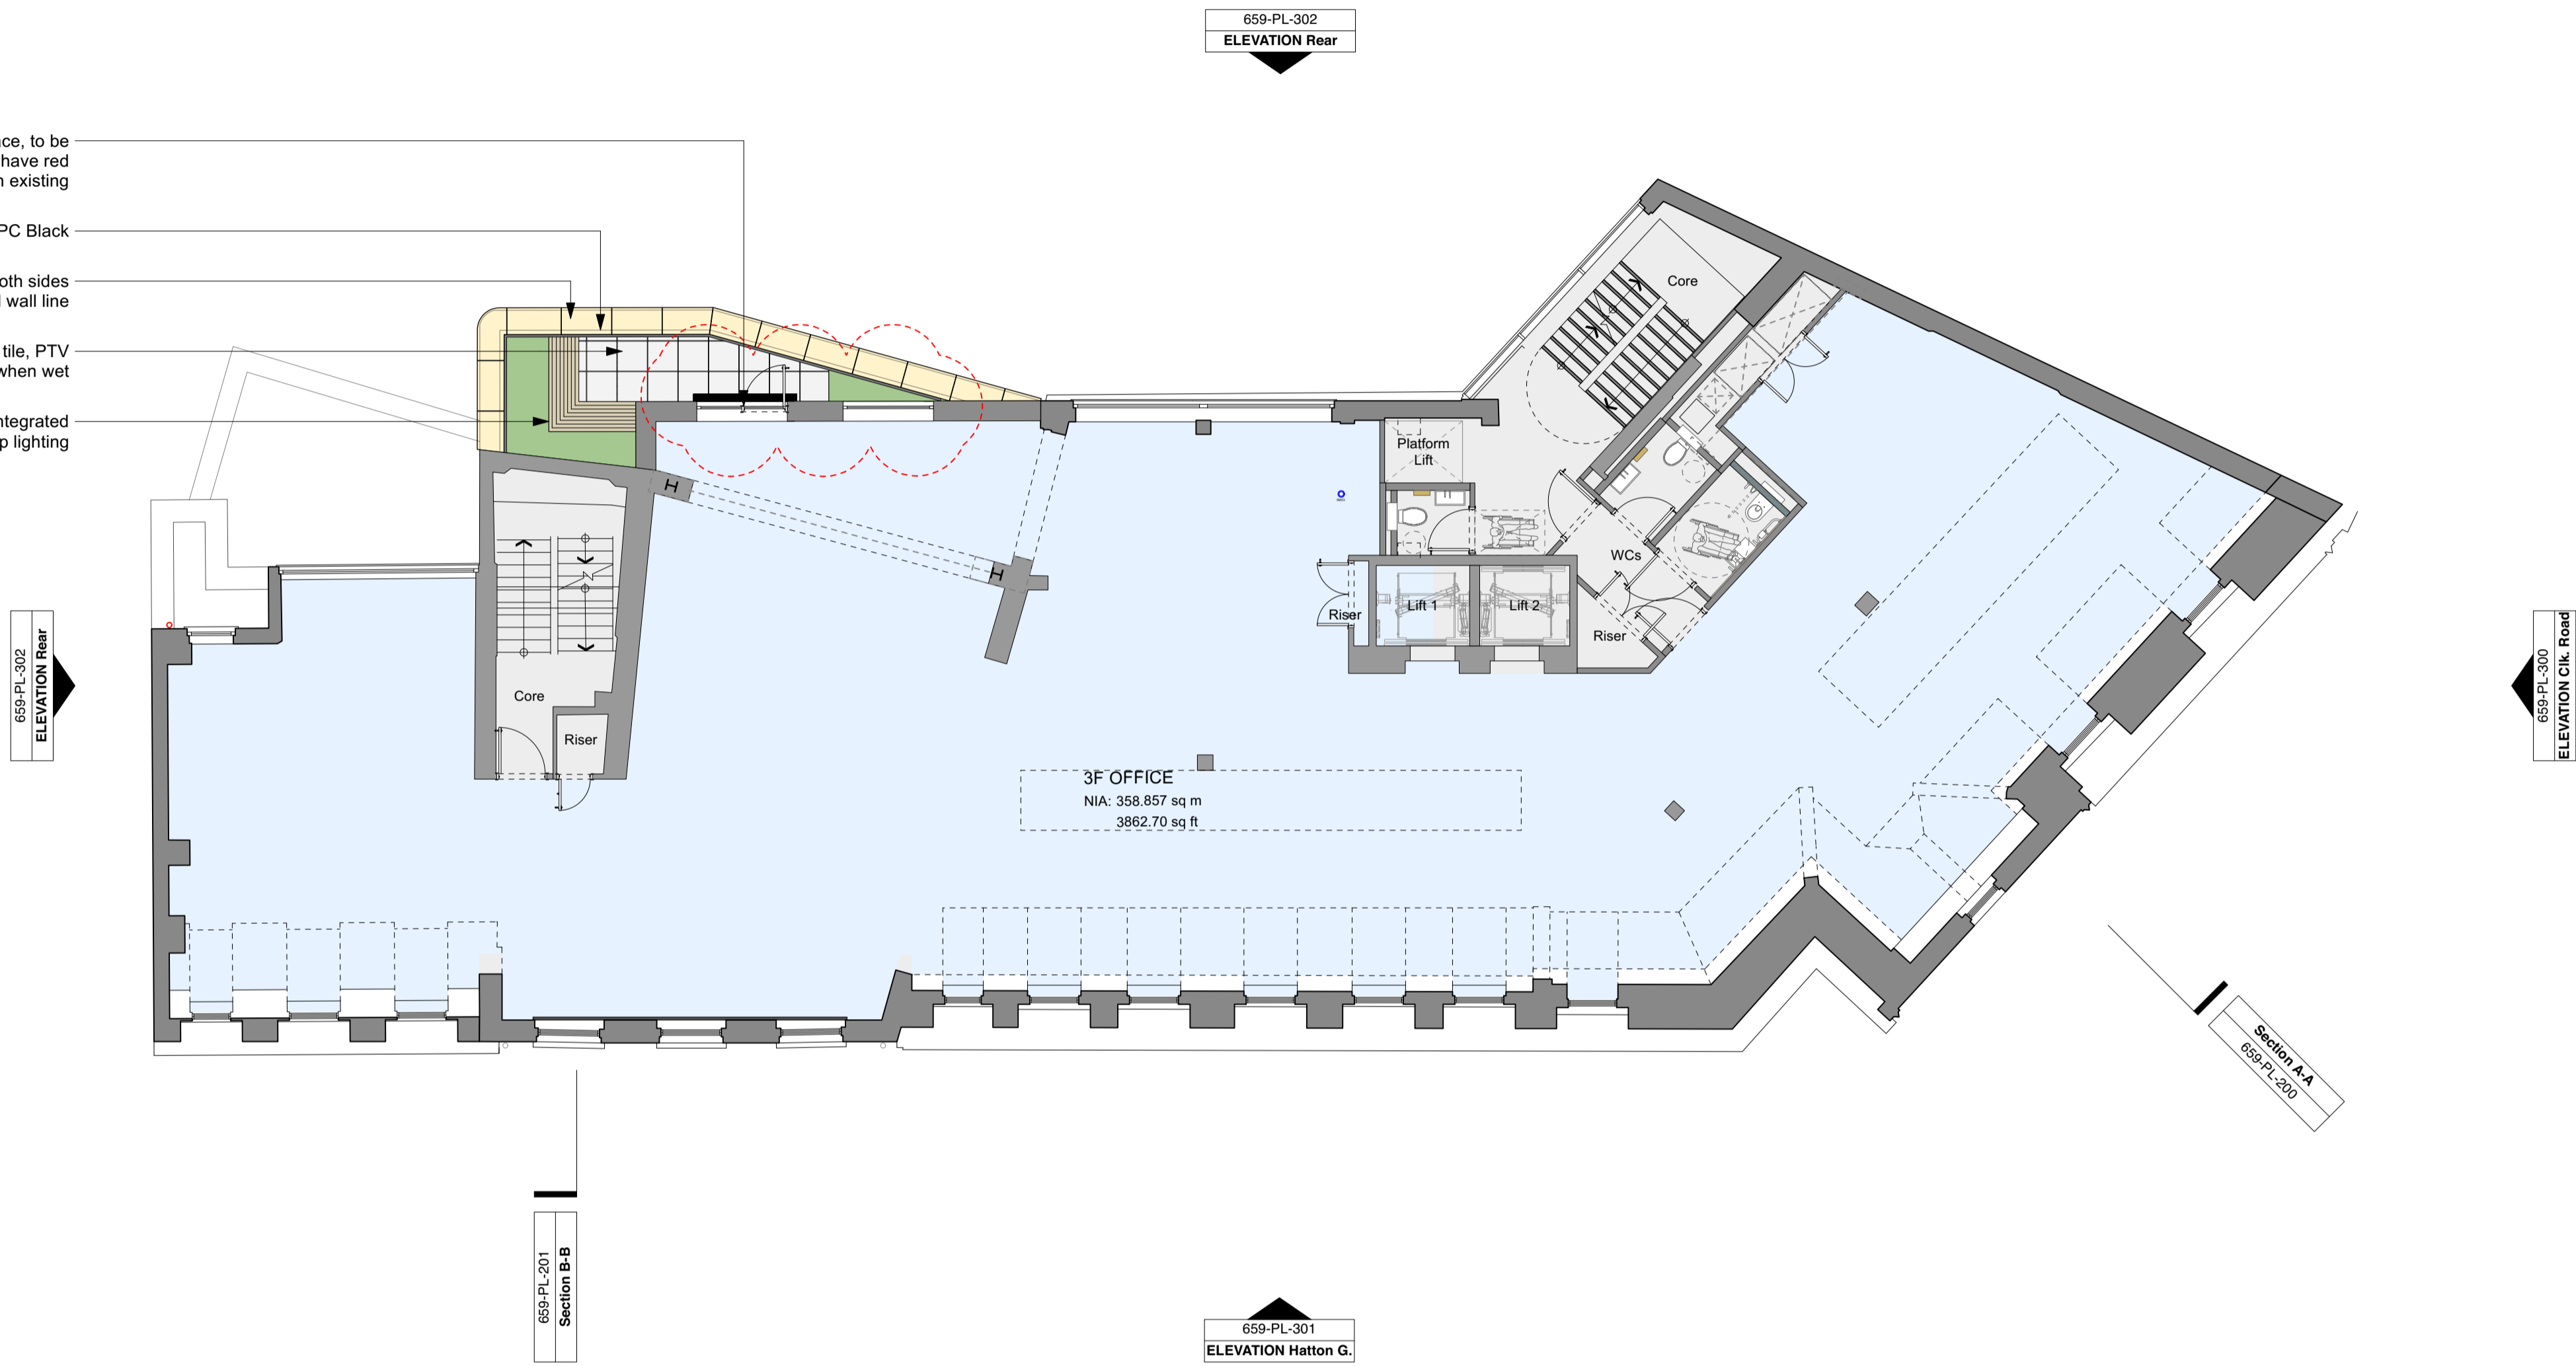 659-PL-302
ELEVATION Rear
ce, to be
have red
existing
PC Black
oth sides
wall line
tile, PTV
when wet
ntegrated
p lighting
Core
Platform
Lift
WCs
Lift 1
Lift 2
Riser
Riser
659-PL-302
ELEVATION Rear
659-PL-300
ELEVATION Clk. Road
Core
Riser
3F OFFICE
NIA: 358.857 sq m
3862.70 sq ft
Section A-A
659-PL-200
659-PL-201
Section B-B
659-PL-301
ELEVATION Hatton G.